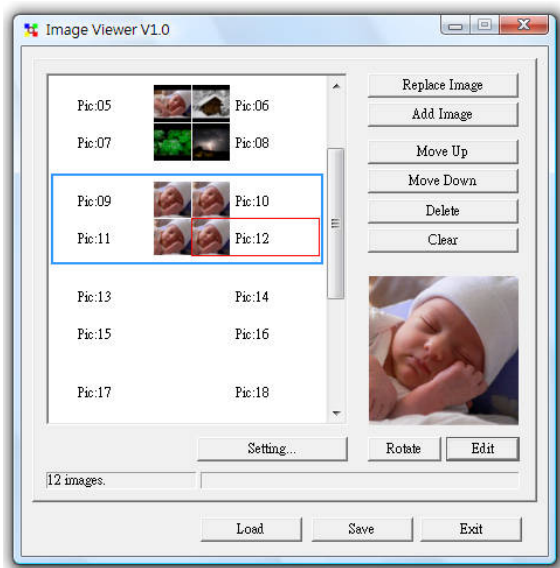 Image Viewer V1.0
Pic:05 Pic:06
Pic:07 Pic:08
Pic:09 Pic:10
Pic:11 Pic:12
Pic:13 Pic:14
Pic:15 Pic:16
Pic:17 Pic:18
Replace Image
Add Image
Move Up
Move Down
Delete
Clear
Setting...
Rotate Edit
12 images.
Load Save Exit